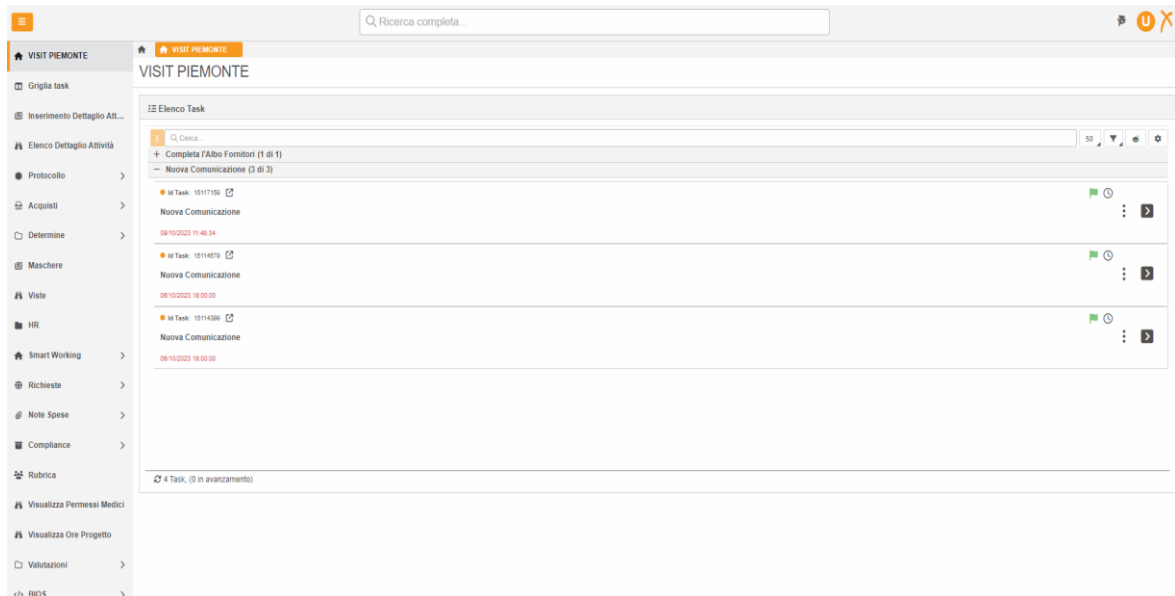 Ricerca completa...
U
VISIT PIEMONTE
Griglia task
Inserimento Dettaglio Att...
Elenco Dettaglio Attività
Protocollo
Acquisti
Determine
Maschere
Viste
HR
Smart Working
Richieste
Note Spese
Compliance
Rubrica
Visualizza Permessi Medici
Visualizza Ore Progetto
Valutazioni
BIOS
VISIT PIEMONTE
VISIT PIEMONTE
Elenco Task
Cerca...
50
+ Completa l'Albo Fornitori (1 di 1)
− Nuova Comunicazione (3 di 3)
Id Task: 15117159
Nuova Comunicazione
09/10/2023 11:48:34
Id Task: 15114579
Nuova Comunicazione
06/10/2023 18:00:00
Id Task: 15114399
Nuova Comunicazione
06/10/2023 18:00:00
4 Task, (0 in avanzamento)